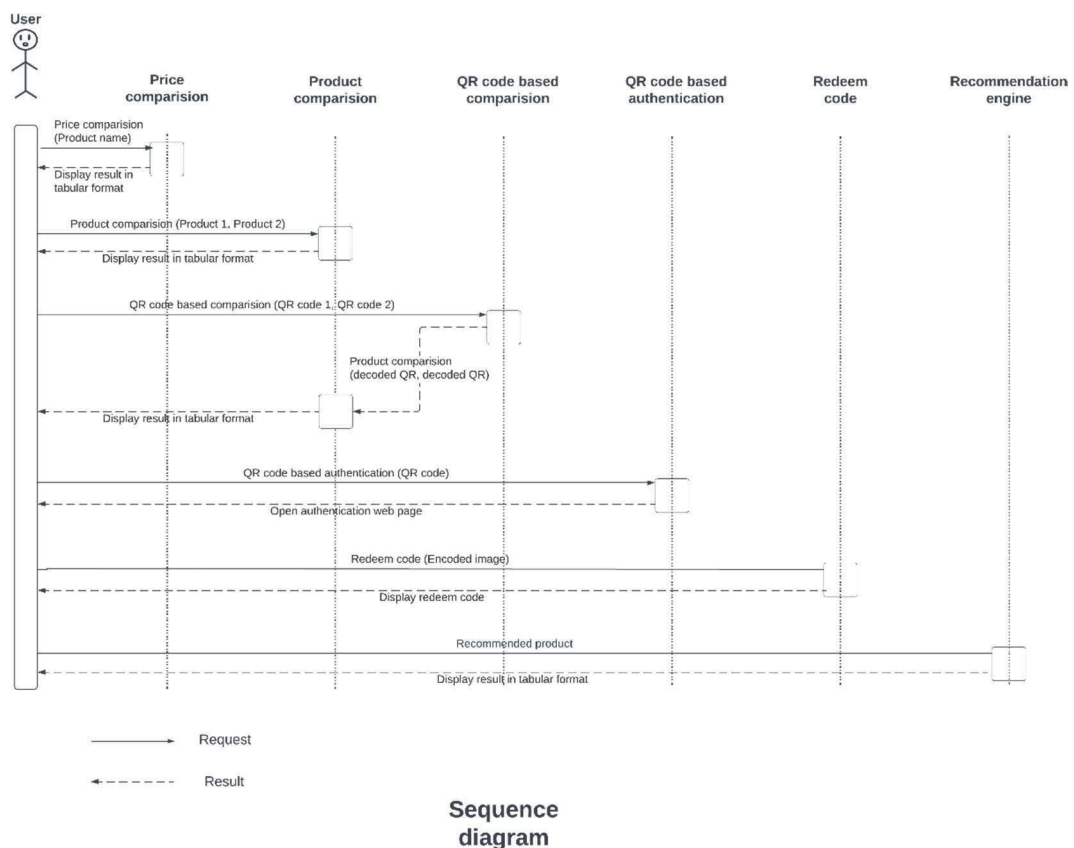 User
Price
comparision
Product
comparision
QR code based
comparision
QR code based
authentication
Redeem
code
Recommendation
engine
Price comparision
(Product name)
Display result in
tabular format
Product comparision (Product 1, Product 2)
Display result in tabular format
QR code based comparision (QR code 1, QR code 2)
Product comparision
(decoded QR, decoded QR)
Display result in tabular format
QR code based authentication (QR code)
Open authentication web page
Redeem code (Encoded image)
Display redeem code
Recommended product
Display result in tabular format
Request
Result
Sequence
diagram